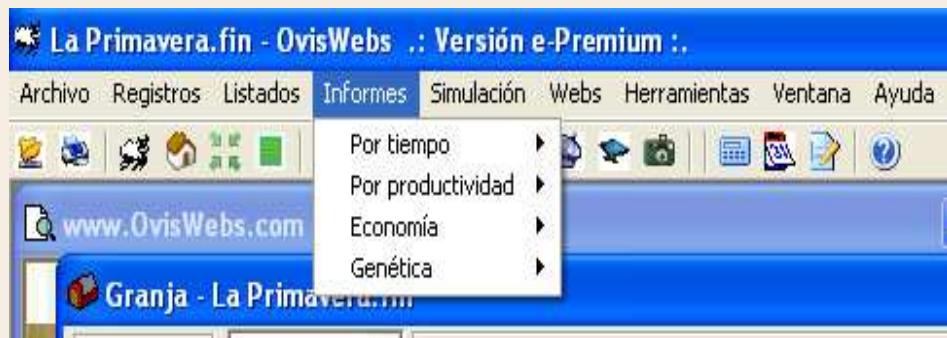 La Primavera.fin - OvisWebs .: Versión e-Premium :.
Archivo Registros Listados Informes Simulación Webs Herramientas Ventana Ayuda
Por tiempo
Por productividad
Economía
Genética
www.OvisWebs.com
Granja - La Primavera.fin